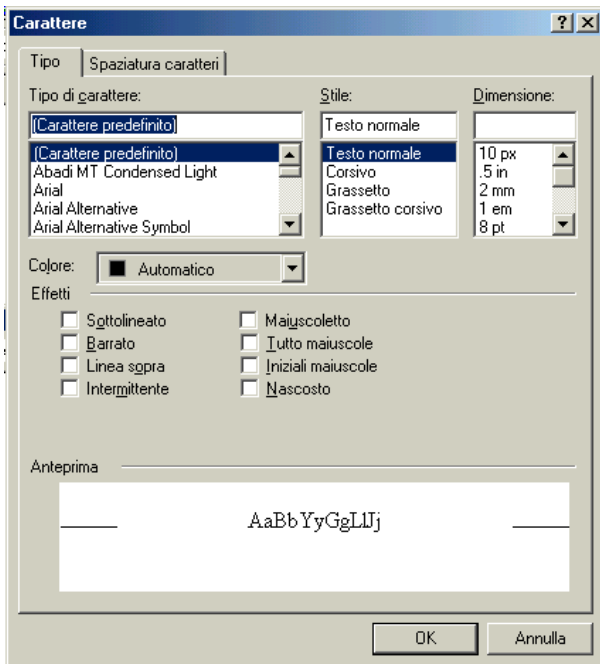 Carattere
Tipo
Spaziatura caratteri
Tipo di carattere:
Stile:
Dimensione:
(Carattere predefinito)
Testo normale
(Carattere predefinito)
Testo normale
10 px
Abadi MT Condensed Light
Corsivo
.5 in
Arial
Grassetto
2 mm
Arial Alternative
Grassetto corsivo
1 em
Arial Alternative Symbol
8 pt
Colore:
Automatico
Effetti
Sottolineato
Maiuscoletto
Barrato
Tutto maiuscole
Linea sopra
Iniziali maiuscole
Intermittente
Nascosto
Anteprima
AaBbYyGgLlJj
OK
Annulla